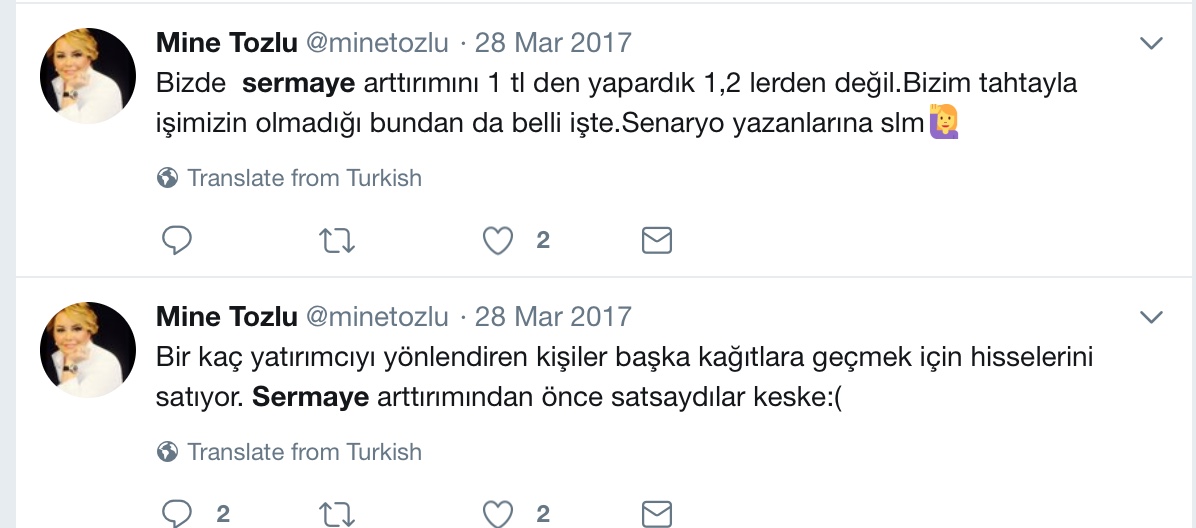 Mine Tozlu @minetozlu · 28 Mar 2017
Bizde sermaye arttırımını 1 tl den yapardık 1,2 lerden değil.Bizim tahtayla
işimizin olmadığı bundan da belli işte.Senaryo yazanlarına slm🙋
Translate from Turkish
2
Mine Tozlu @minetozlu · 28 Mar 2017
Bir kaç yatırımcıyı yönlendiren kişiler başka kağıtlara geçmek için hisselerini
satıyor. Sermaye arttırımından önce satsaydılar keske:(
Translate from Turkish
2 2